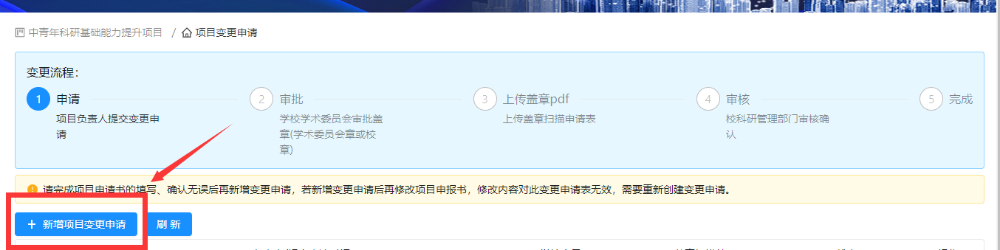 中青年科研基础能力提升项目 / 项目变更申请
变更流程：
1 申请
项目负责人提交变更申
请
2 审批
学校学术委员会审批盖
章(学术委员会章或校
章)
3 上传盖章pdf
上传盖章扫描申请表
4 审核
校科研管理部门审核确
认
5 完成
请完成项目申请书的填写、确认无误后再新增变更申请，若新增变更申请后再修改项目申报书，修改内容对此变更申请表无效，需要重新创建变更申请。
+ 新增项目变更申请
刷 新